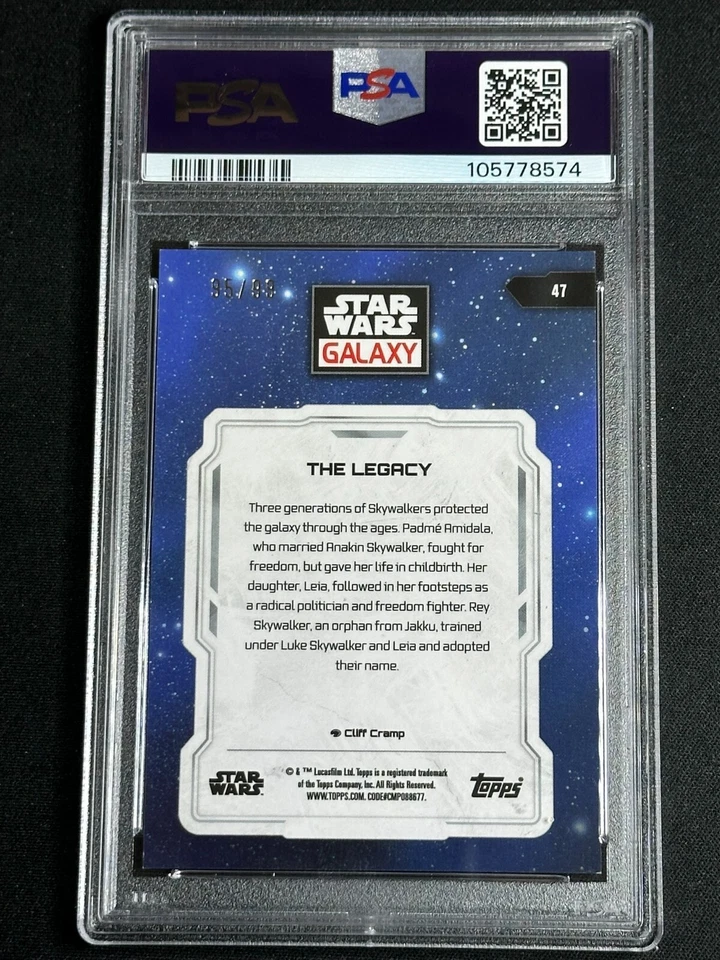 PSA
PSA
105778574
47
STAR
WARS
GALAXY
THE LEGACY
Three generations of Skywalkers protected
the galaxy through the ages. Padmé Amidala,
who married Anakin Skywalker, fought for
freedom, but gave her life in childbirth. Her
daughter, Leia, followed in her footsteps as
a radical politician and freedom fighter. Rey
Skywalker, an orphan from Jakku, trained
under Luke Skywalker and Leia and adopted
their name.
Cliff Cramp
STAR
WARS
© & ™ Lucasfilm Ltd. Topps is a registered trademark
of the Topps Company, Inc. All Rights Reserved.
WWW.TOPPS.COM. CODE#CMP088677.
Topps